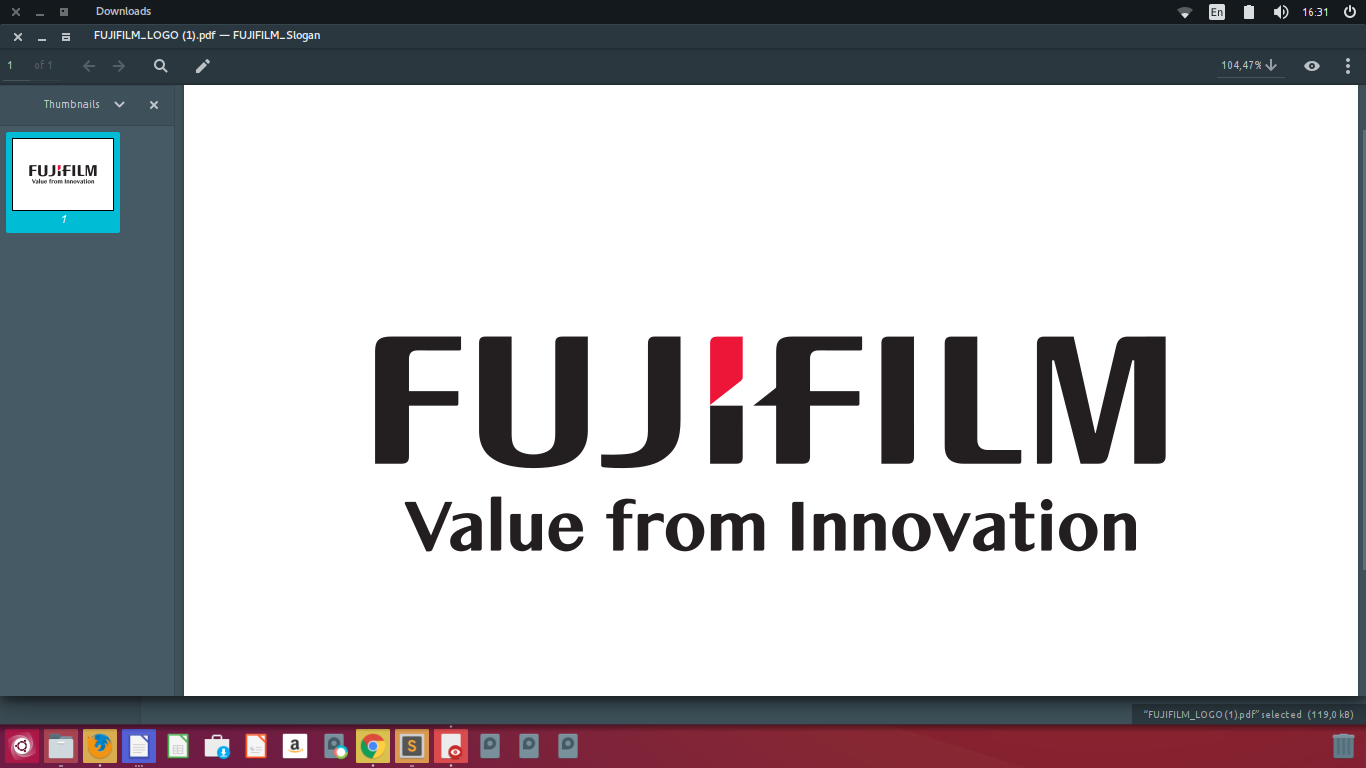 Downloads
En
16:31
FUJIFILM_LOGO (1).pdf — FUJIFILM_Slogan
1 of 1
104,47%
Thumbnails
FUJIFILM
Value from Innovation
1
FUJIFILM
Value from Innovation
"FUJIFILM_LOGO (1).pdf" selected (119,0 kB)
a
S